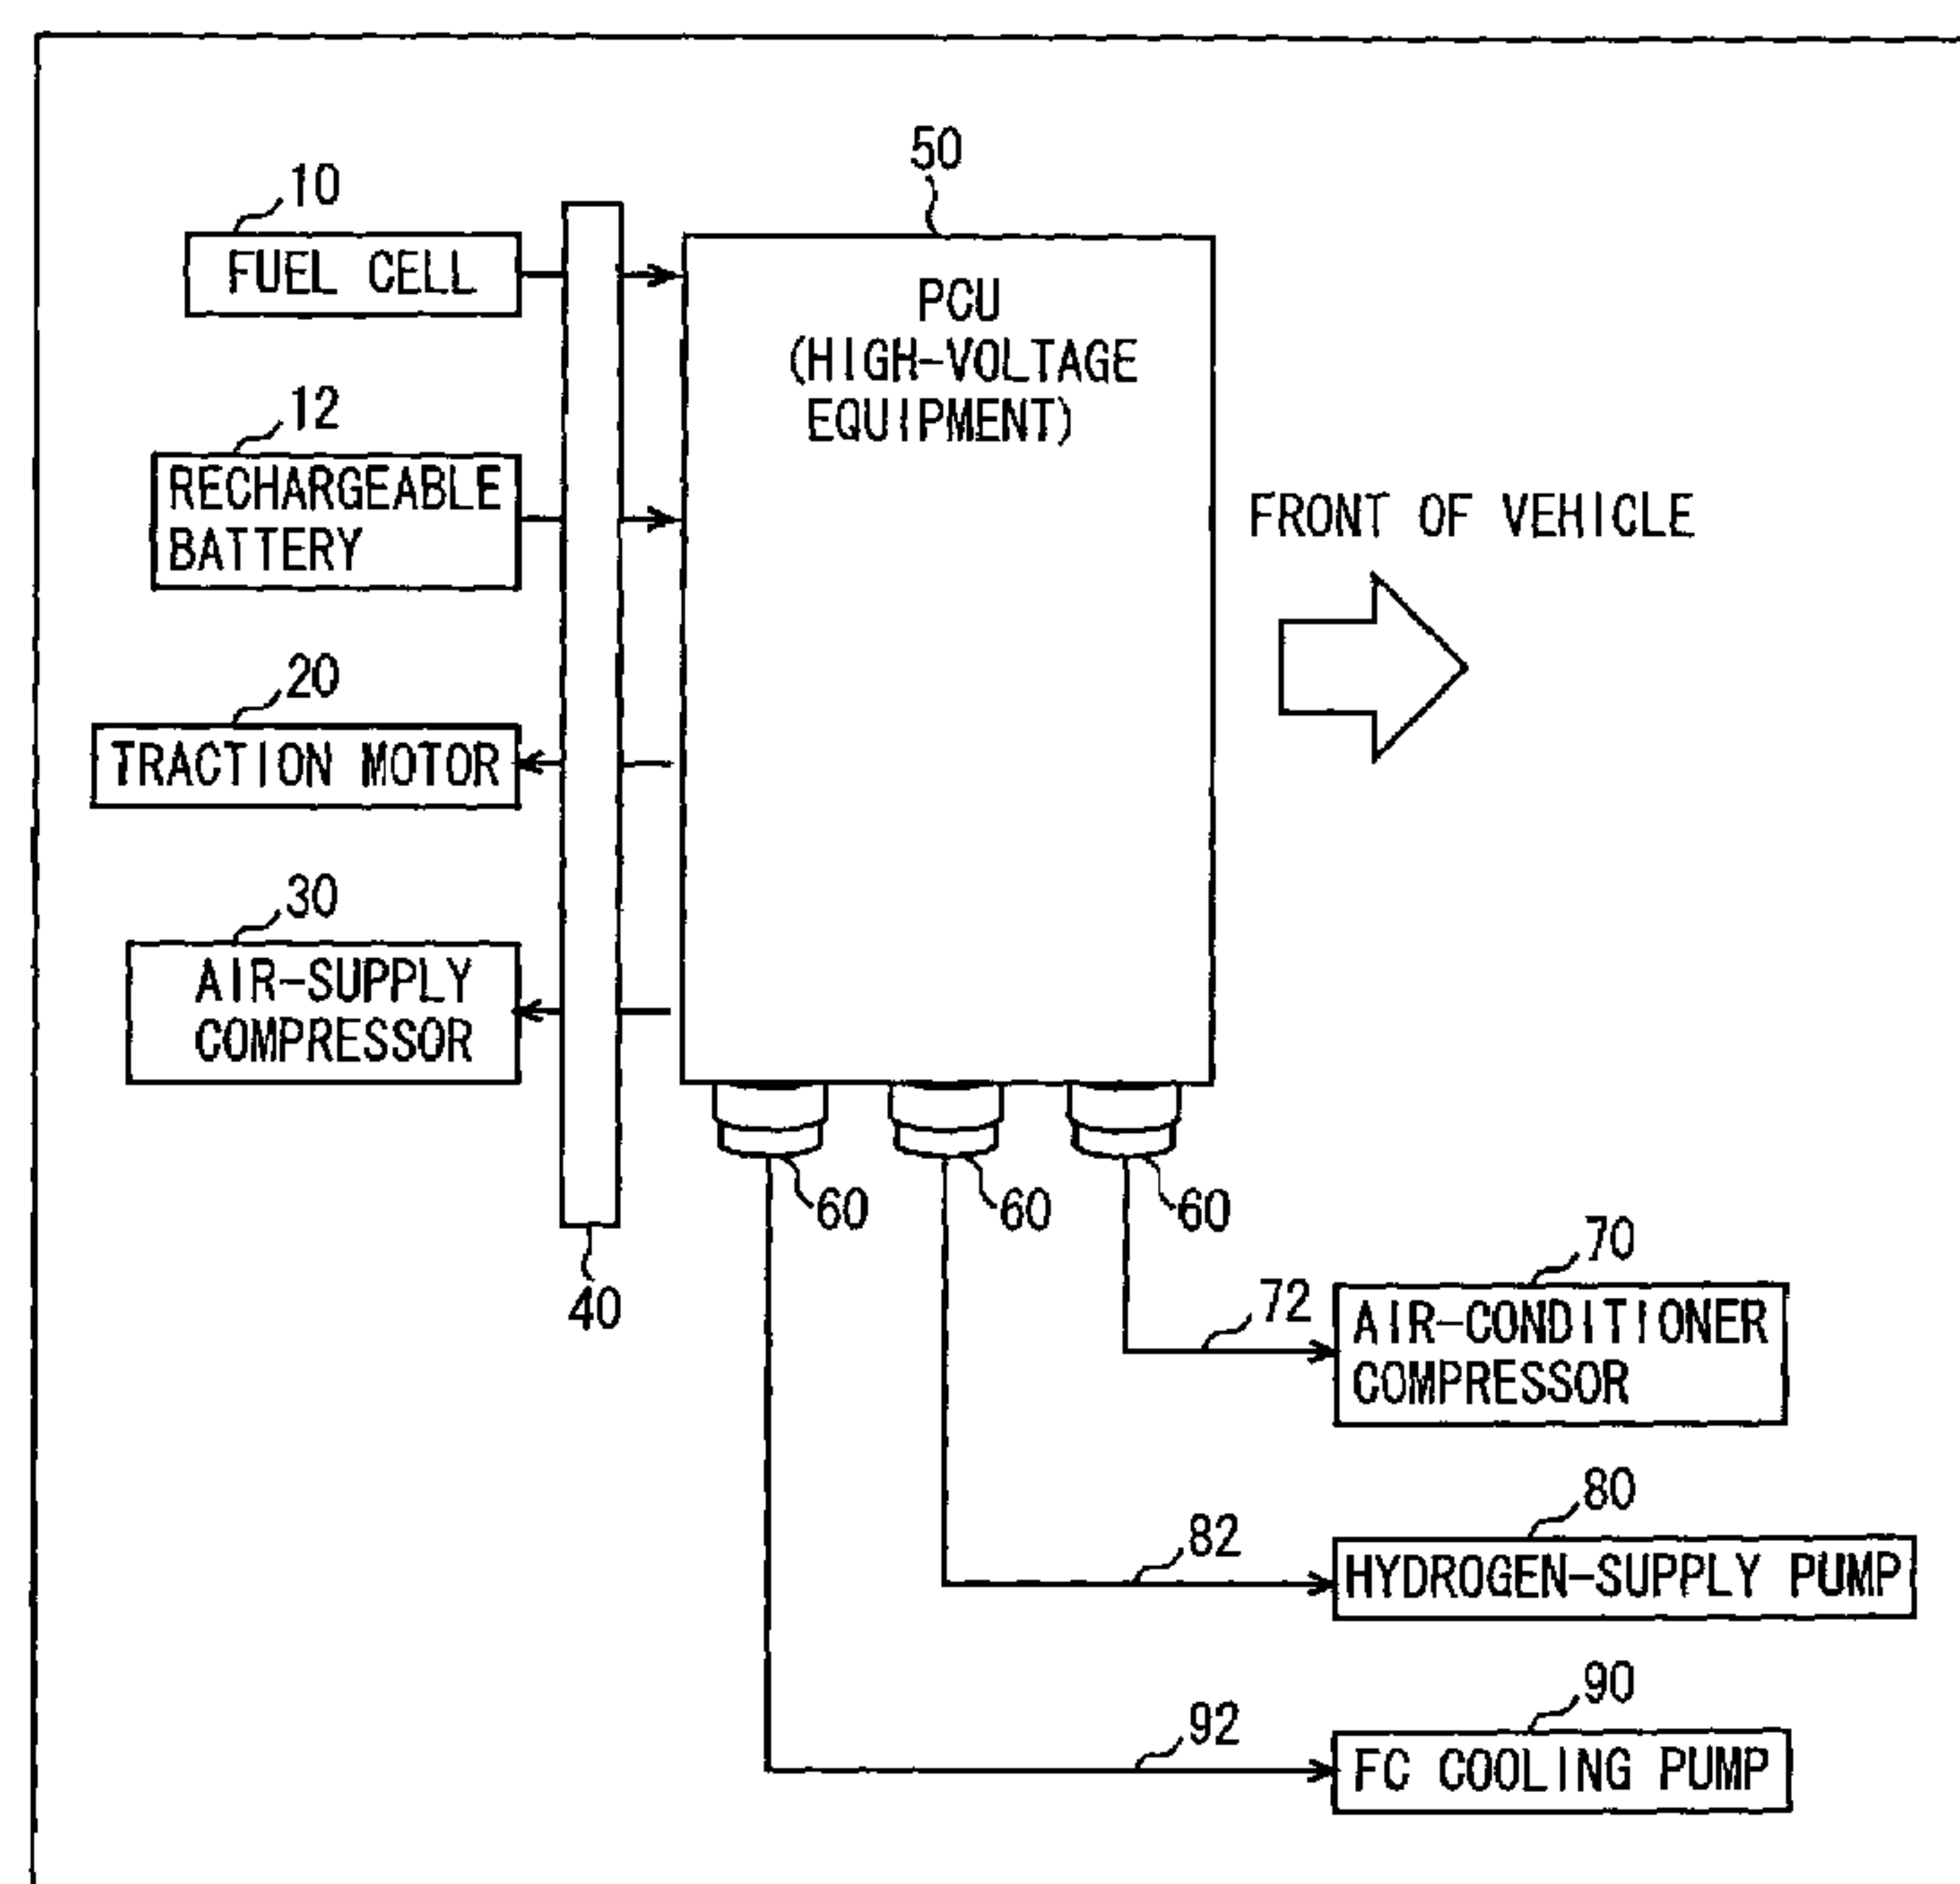 50
10
FUEL CELL
PCU
(HIGH-VOLTAGE
EQUIPMENT)
12
RECHARGEABLE
BATTERY
FRONT OF VEHICLE
20
TRACTION MOTOR
30
AIR-SUPPLY
COMPRESSOR
60
60
60
40
70
72
AIR-CONDITIONER
COMPRESSOR
80
82
HYDROGEN-SUPPLY PUMP
90
92
FC COOLING PUMP